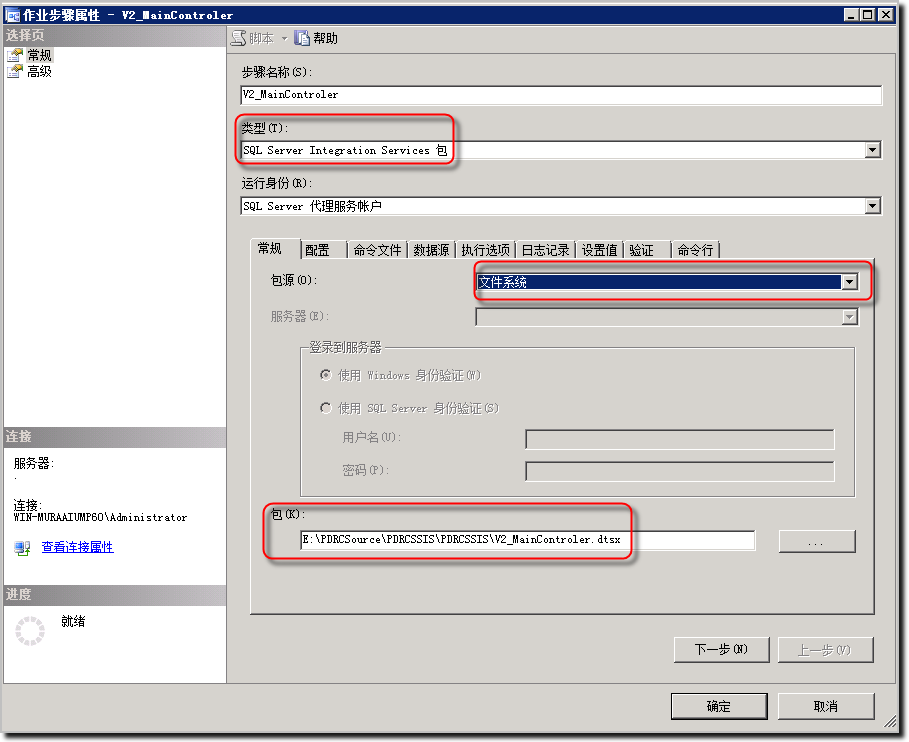 作业步骤属性 - V2_MainControler
选择页
常规
高级
脚本
帮助
步骤名称(S):
V2_MainControler
类型(T):
SQL Server Integration Services 包
运行身份(R):
SQL Server 代理服务帐户
常规 配置 命令文件 数据源 执行选项 日志记录 设置值 验证 命令行
包源(O):
文件系统
服务器(E):
登录到服务器
使用 Windows 身份验证(W)
使用 SQL Server 身份验证(S)
用户名(U):
密码(P):
包(K):
E:\PDRCSource\PDRCSSIS\PDRCSSIS\V2_MainControler.dtsx
...
连接
服务器:
.
连接:
WIN-MURAAIUMP60\Administrator
查看连接属性
进度
就绪
下一步(N)
上一步(V)
确定
取消